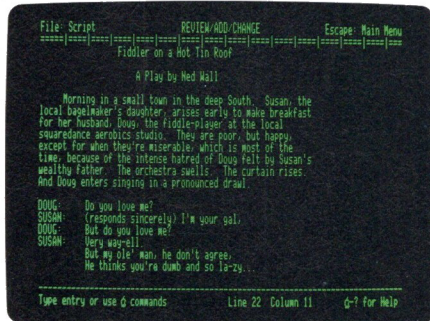 File: Script REVIEW/ADD/CHANGE Escape: Main Menu
=====|====|====|====|====|====|====|====|====|====|====|====|====|====|====|====
Fiddler on a Hot Tin Roof
A Play by Ned Wall
Morning in a small town in the deep South. Susan, the
local bagelmaker's daughter, arises early to make breakfast
for her husband, Doug, the fiddle-player at the local
squaredance aerobics studio. They are poor, but happy,
except for when they're miserable, which is most of the
time, because of the intense hatred of Doug felt by Susan's
wealthy father. The orchestra swells. The curtain rises.
And Doug enters singing in a pronounced drawl.
DOUG: Do you love me?
SUSAN: (responds sincerely) I'm your gal,
DOUG: But do you love me?
SUSAN: Very way-ell.
But my ole' man, he don't agree,
He thinks you're dumb and so la-zy...
--------------------------------------------------------------------------------
Type entry or use commands Line 22 Column 11 -? for Help